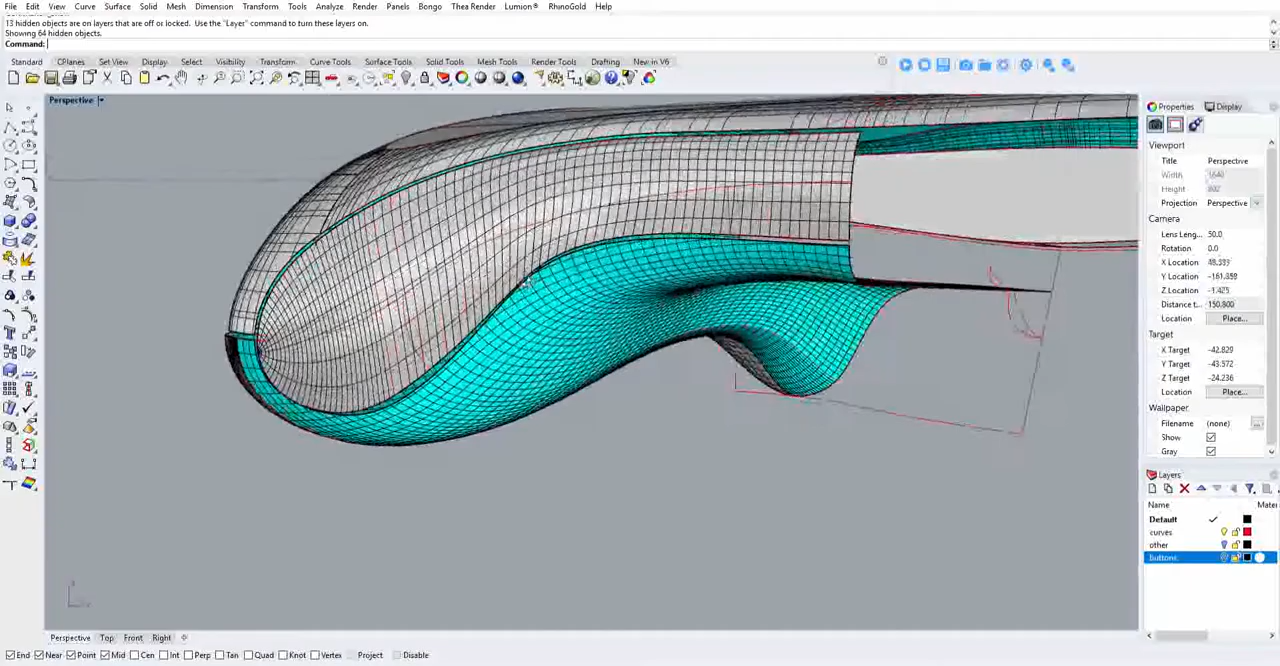 File Edit View Curve Surface Solid Mesh Dimension Transform Tools Analyze Render Panels Bongo Thea Render Lumion® RhinoGold Help
13 hidden objects are on layers that are off or locked. Use the "Layer" command to turn these layers on.
Showing 64 hidden objects.
Command:
Standard CPlanes Set View Display Select Visibility Transform Curve Tools Surface Tools Solid Tools Mesh Tools Render Tools Drafting New in V6
Perspective
Properties Display
Viewport
Title Perspective
Width
Height
Projection Perspective
Camera
Lens Leng... 50.0
Rotation 0.0
X Location
Y Location
Z Location -1.425
Distance t... 150.800
Location Place...
Target
X Target -42.829
Y Target -43.572
Z Target -24.236
Location Place...
Wallpaper
Filename (none) ...
Show
Gray
Layers
Name Mater
Default
curves
other
buttons
Perspective Top Front Right
End Near Point Mid Cen Int Perp Tan Quad Knot Vertex Project Disable